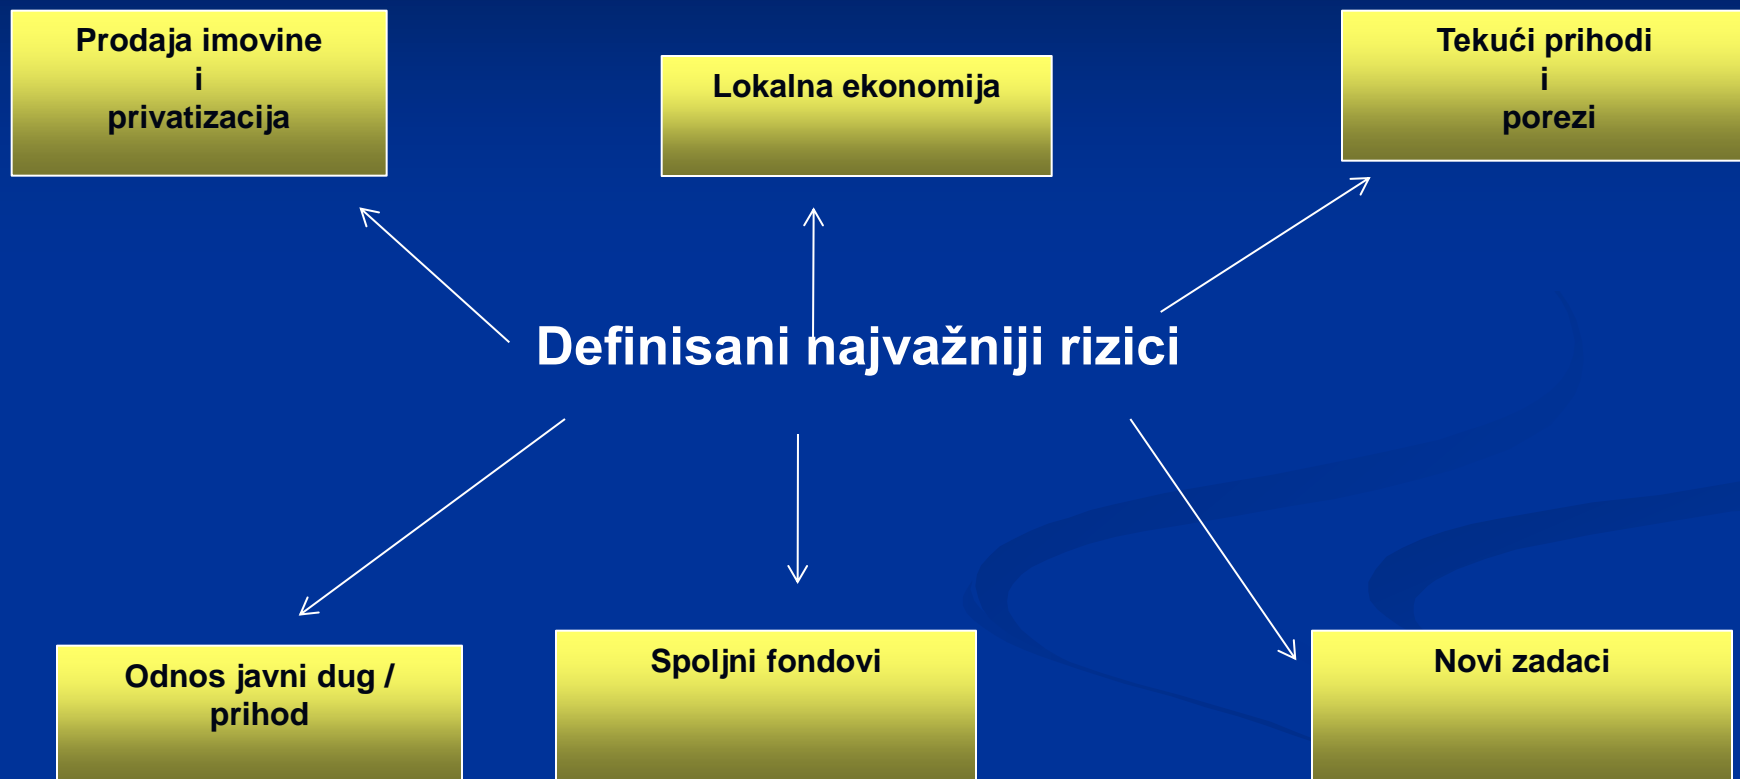 Prodaja imovine
i
privatizacija
Lokalna ekonomija
Tekući prihodi
i
porezi
Definisani najvažniji rizici
Odnos javni dug /
prihod
Spoljni fondovi
Novi zadaci